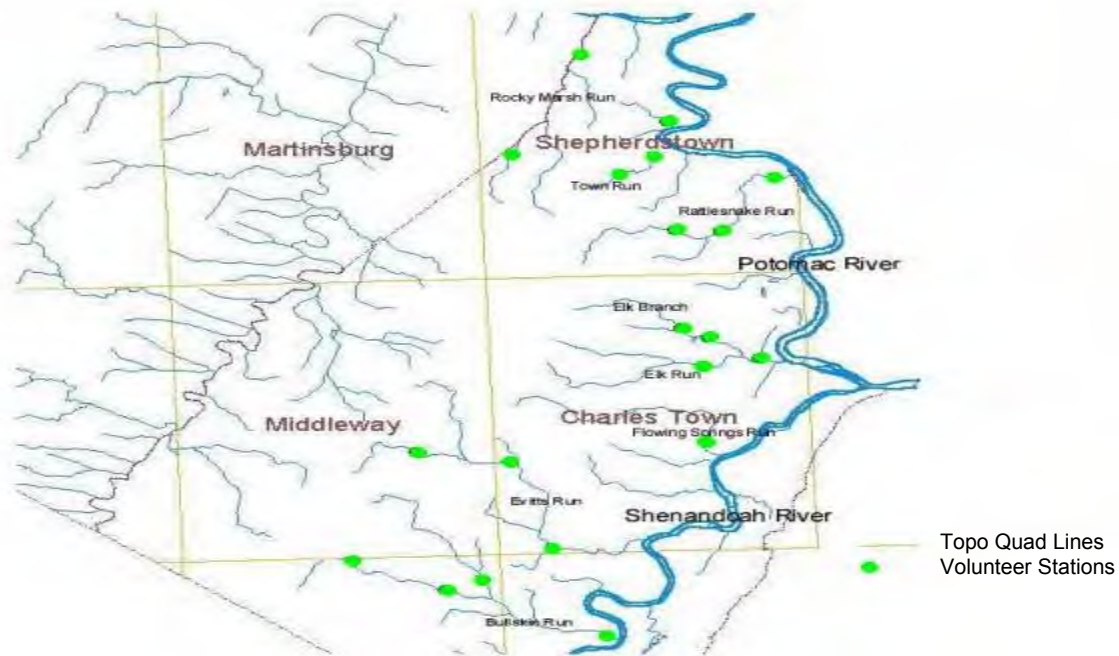 Rocky Marsh Run
Martinsburg
Shepherdstown
Town Run
Rattlesnake Run
Potomac River
Elk Branch
Elk Run
Middleway
Charles Town
Flowing Springs Run
Evitts Run
Shenandoah River
Topo Quad Lines
Volunteer Stations
Bullskin Run